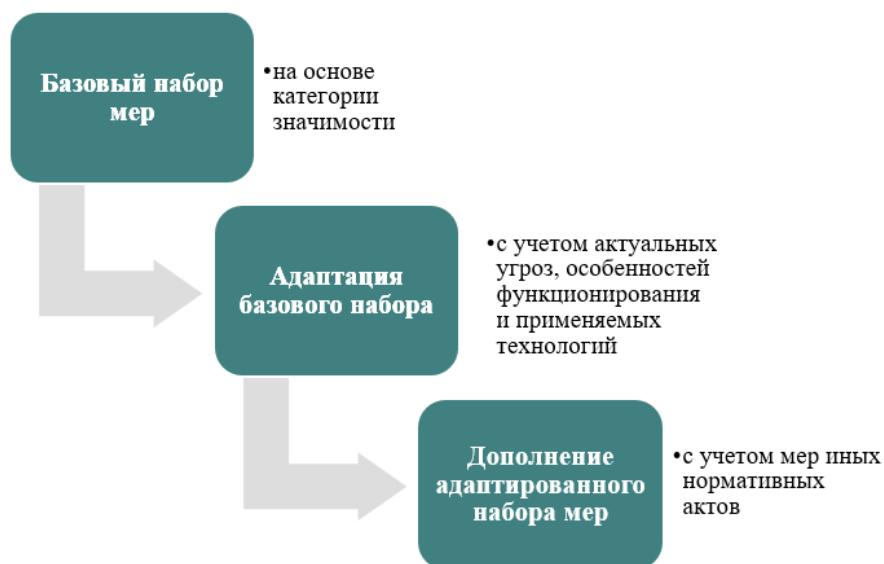 Базовый набор
мер
•на основе
категории
значимости
Адаптация
базового набора
•с учетом актуальных
угроз, особенностей
функционирования
и применяемых
технологий
Дополнение
адаптированного
набора мер
•с учетом мер иных
нормативных
актов